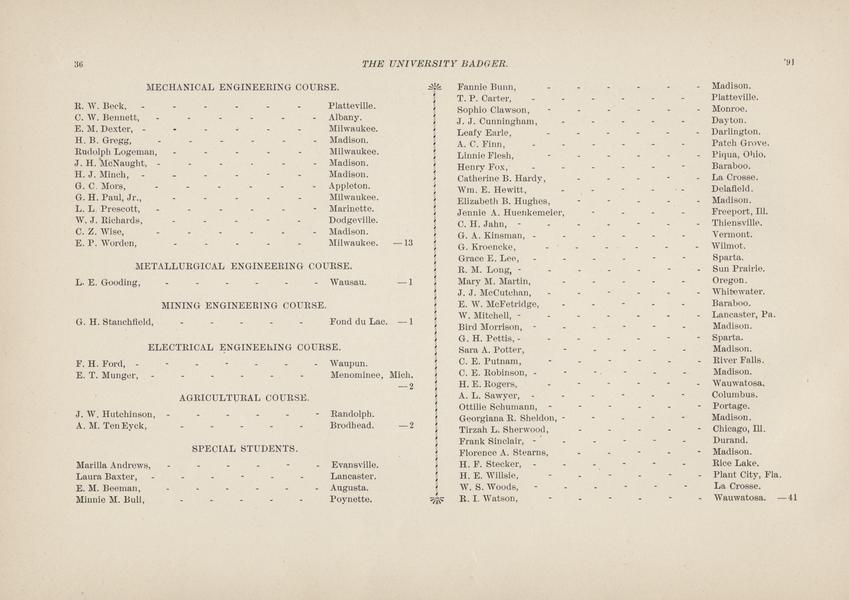 36
THE UNIVERSITY BADGER.
'91
MECHANICAL ENGINEERING COURSE.
R. W. Beck, - - - - - - Platteville.
C. W. Bennett, - - - - - - Albany.
E. M. Dexter, - - - - - - Milwaukee.
H. B. Gregg, - - - - - Madison.
Rudolph Logeman, - - - - - Milwaukee.
J. H. McNaught, - - - - - - Madison.
H. J. Minch, - - - - - - Madison.
G. C. Mors, - - - - - - Appleton.
G. H. Paul, Jr., - - - - - Milwaukee.
L. L. Prescott, - - - - - - Marinette.
W. J. Richards, - - - - - Dodgeville.
C. Z. Wise, - - - - - - Madison.
E. P. Worden, - - - - - Milwaukee. —13
METALLURGICAL ENGINEERING COURSE.
L. E. Gooding, - - - - - - Wausau. —1
MINING ENGINEERING COURSE.
G. H. Stanchfield, - - - - - Fond du Lac. —1
ELECTRICAL ENGINEERING COURSE.
F. H. Ford, - - - - - - Waupun.
E. T. Munger, - - - - - - Menominee, Mich.
—2
AGRICULTURAL COURSE.
J. W. Hutchinson, - - - - - - Randolph.
A. M. Ten Eyck, - - - - - Brodhead. —2
SPECIAL STUDENTS.
Marilla Andrews, - - - - - - Evansville.
Laura Baxter, - - - - - - Lancaster.
E. M. Beeman, - - - - - Augusta.
Minnie M. Bull, - - - - - Poynette.
Fannie Bunn, - - - - - - Madison.
T. P. Carter, - - - - - - Platteville.
Sophio Clawson, - - - - - - Monroe.
J. J. Cunningham, - - - - - Dayton.
Leafy Earle, - - - - - - Darlington.
A. C. Finn, - - - - - - Patch Grove.
Linnie Flesh, - - - - - - Piqua, Ohio.
Henry Fox, - - - - - - Baraboo.
Catherine B. Hardy, - - - - - La Crosse.
Wm. E. Hewitt, - - - - - Delafield.
Elizabeth B. Hughes, - - - - - Madison.
Jennie A. Huenkemeier, - - - - Freeport, Ill.
C. H. Jahn, - - - - - - Thiensville.
G. A. Kinsman, - - - - - - Vermont.
G. Kroencke, - - - - - - Wilmot.
Grace E. Lee, - - - - - - Sparta.
R. M. Long, - - - - - - Sun Prairie.
Mary M. Martin, - - - - - Oregon.
J. J. McCutchan, - - - - - Whitewater.
E. W. McFetridge, - - - - - Baraboo.
W. Mitchell, - - - - - - Lancaster, Pa.
Bird Morrison, - - - - - - Madison.
G. H. Pettis, - - - - - - Sparta.
Sara A. Potter, - - - - - Madison.
C. E. Putnam, - - - - - - River Falls.
C. E. Robinson, - - - - - - Madison.
H. E. Rogers, - - - - - Wauwatosa.
A. L. Sawyer, - - - - - - Columbus.
Ottilie Schumann, - - - - - - Portage.
Georgiana R. Sheldon, - - - - - Madison.
Tirzah L. Sherwood, - - - - - Chicago, Ill.
Frank Sinclair, - - - - - - Durand.
Florence A. Stearns, - - - - - Madison.
H. F. Stecker, - - - - - - Rice Lake.
H. E. Willsie, - - - - - - Plant City, Fla.
W. S. Woods, - - - - - - La Crosse.
R. I. Watson, - - - - - - Wauwatosa. —41